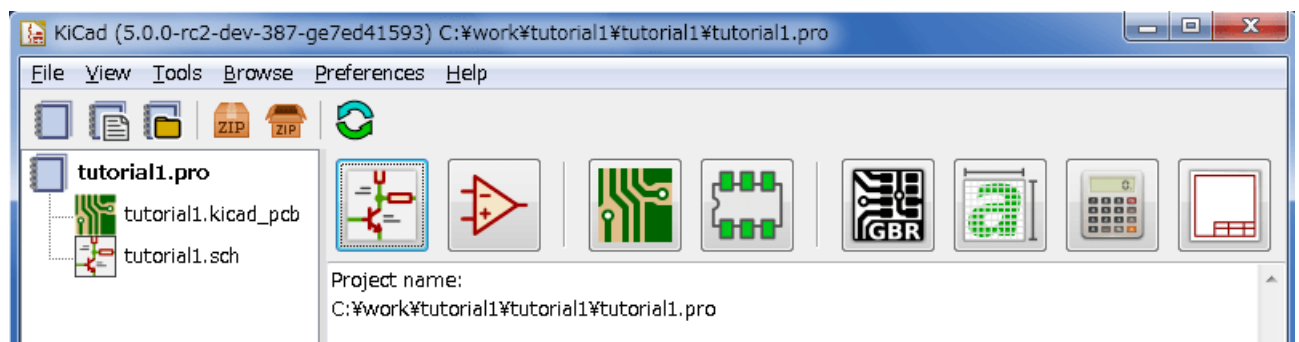 KiCad (5.0.0-rc2-dev-387-ge7ed41593) C:¥work¥tutorial1¥tutorial1¥tutorial1.pro
File View Tools Browse Preferences Help
ZIP ZIP
tutorial1.pro
tutorial1.kicad_pcb
tutorial1.sch
GBR
a
0.
Project name:
C:¥work¥tutorial1¥tutorial1¥tutorial1.pro